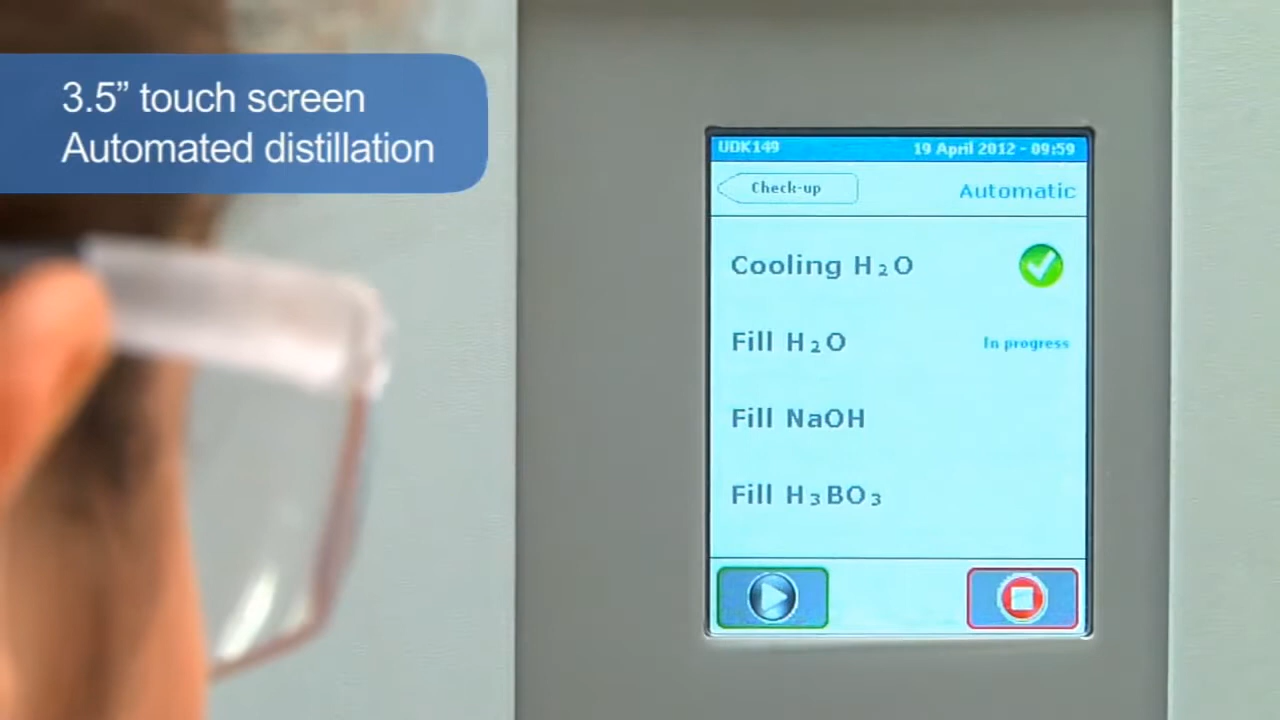 3.5” touch screen
Automated distillation
UDK149 19 April 2012 - 09:59
Check-up Automatic
Cooling H₂O
Fill H₂O In progress
Fill NaOH
Fill H₃BO₃